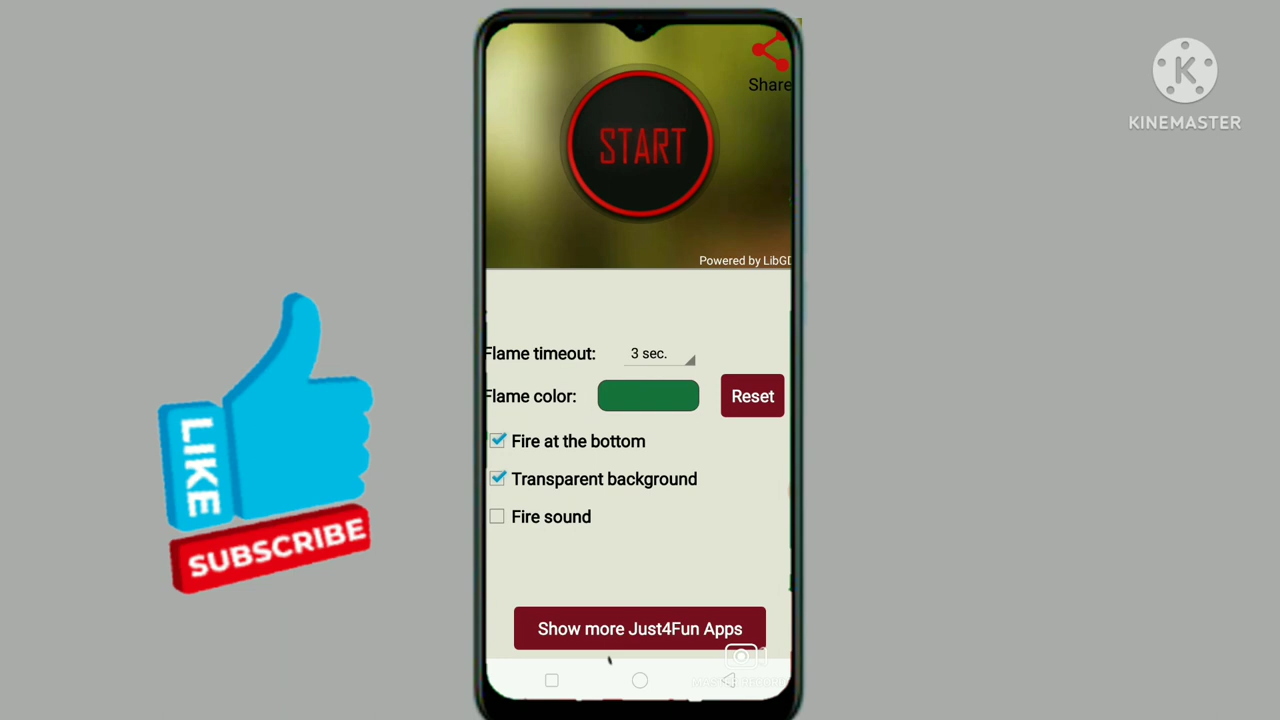 Share
START
Powered by LibGD
KINEMASTER
Flame timeout: 3 sec.
Flame color: Reset
Fire at the bottom
Transparent background
Fire sound
Show more Just4Fun Apps
LIKE
SUBSCRIBE